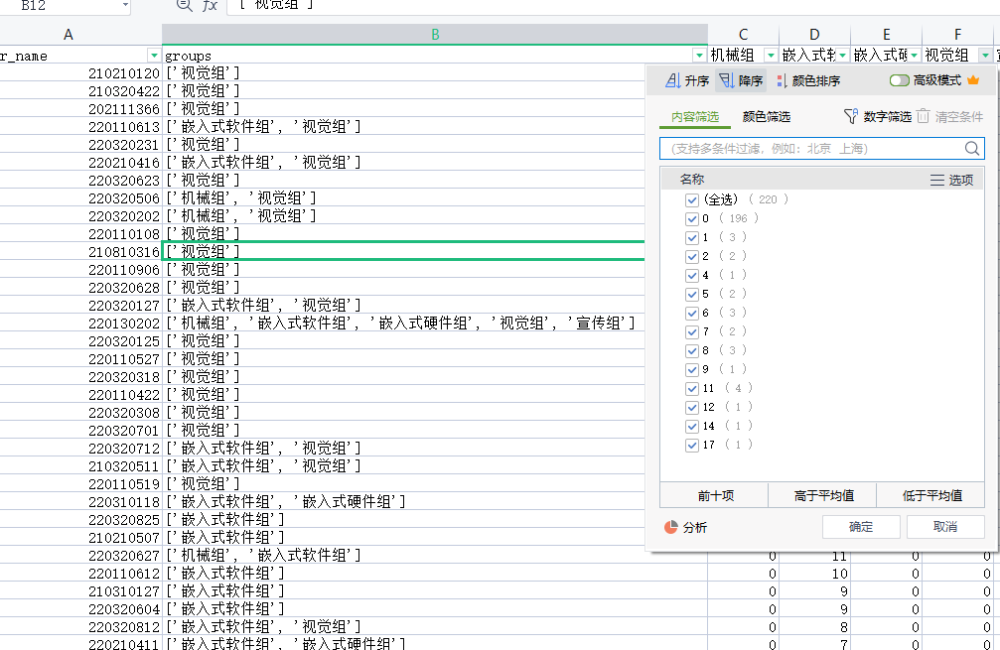 B12 fx ['视觉组']
A B C D E F
r_name groups 机械组 嵌入式软 嵌入式硬 视觉组
210210120 ['视觉组']
210320422 ['视觉组']
202111366 ['视觉组']
220110613 ['嵌入式软件组', '视觉组']
220320231 ['视觉组']
220210416 ['嵌入式软件组', '视觉组']
220320623 ['视觉组']
220320506 ['机械组', '视觉组']
220320202 ['机械组', '视觉组']
220110108 ['视觉组']
210810316 ['视觉组']
220110906 ['视觉组']
220320628 ['视觉组']
220320127 ['嵌入式软件组', '视觉组']
220130202 ['机械组', '嵌入式软件组', '嵌入式硬件组', '视觉组', '宣传组']
220320125 ['视觉组']
220110527 ['视觉组']
220320318 ['视觉组']
220110422 ['视觉组']
220320308 ['视觉组']
220320701 ['视觉组']
220320712 ['嵌入式软件组', '视觉组']
210320511 ['嵌入式软件组', '视觉组']
220110519 ['视觉组']
220310118 ['嵌入式软件组', '嵌入式硬件组']
220320825 ['嵌入式软件组']
210210507 ['嵌入式软件组']
220320627 ['机械组', '嵌入式软件组'] 0 11 0 0
220110612 ['嵌入式软件组'] 0 10 0 0
210310127 ['嵌入式软件组'] 0 9 0 0
220320604 ['嵌入式软件组'] 0 9 0 0
220320812 ['嵌入式软件组', '视觉组'] 0 8 0 0
220210411 ['嵌入式软件组', '嵌入式硬件组'] 0 7 0 0
升序 降序 颜色排序 高级模式
内容筛选 颜色筛选 数字筛选 清空条件
(支持多条件过滤，例如：北京 上海)
名称 选项
(全选) ( 220 )
0 ( 196 )
1 ( 3 )
2 ( 2 )
4 ( 1 )
5 ( 2 )
6 ( 3 )
7 ( 2 )
8 ( 3 )
9 ( 1 )
11 ( 4 )
12 ( 1 )
14 ( 1 )
17 ( 1 )
前十项 高于平均值 低于平均值
分析 确定 取消